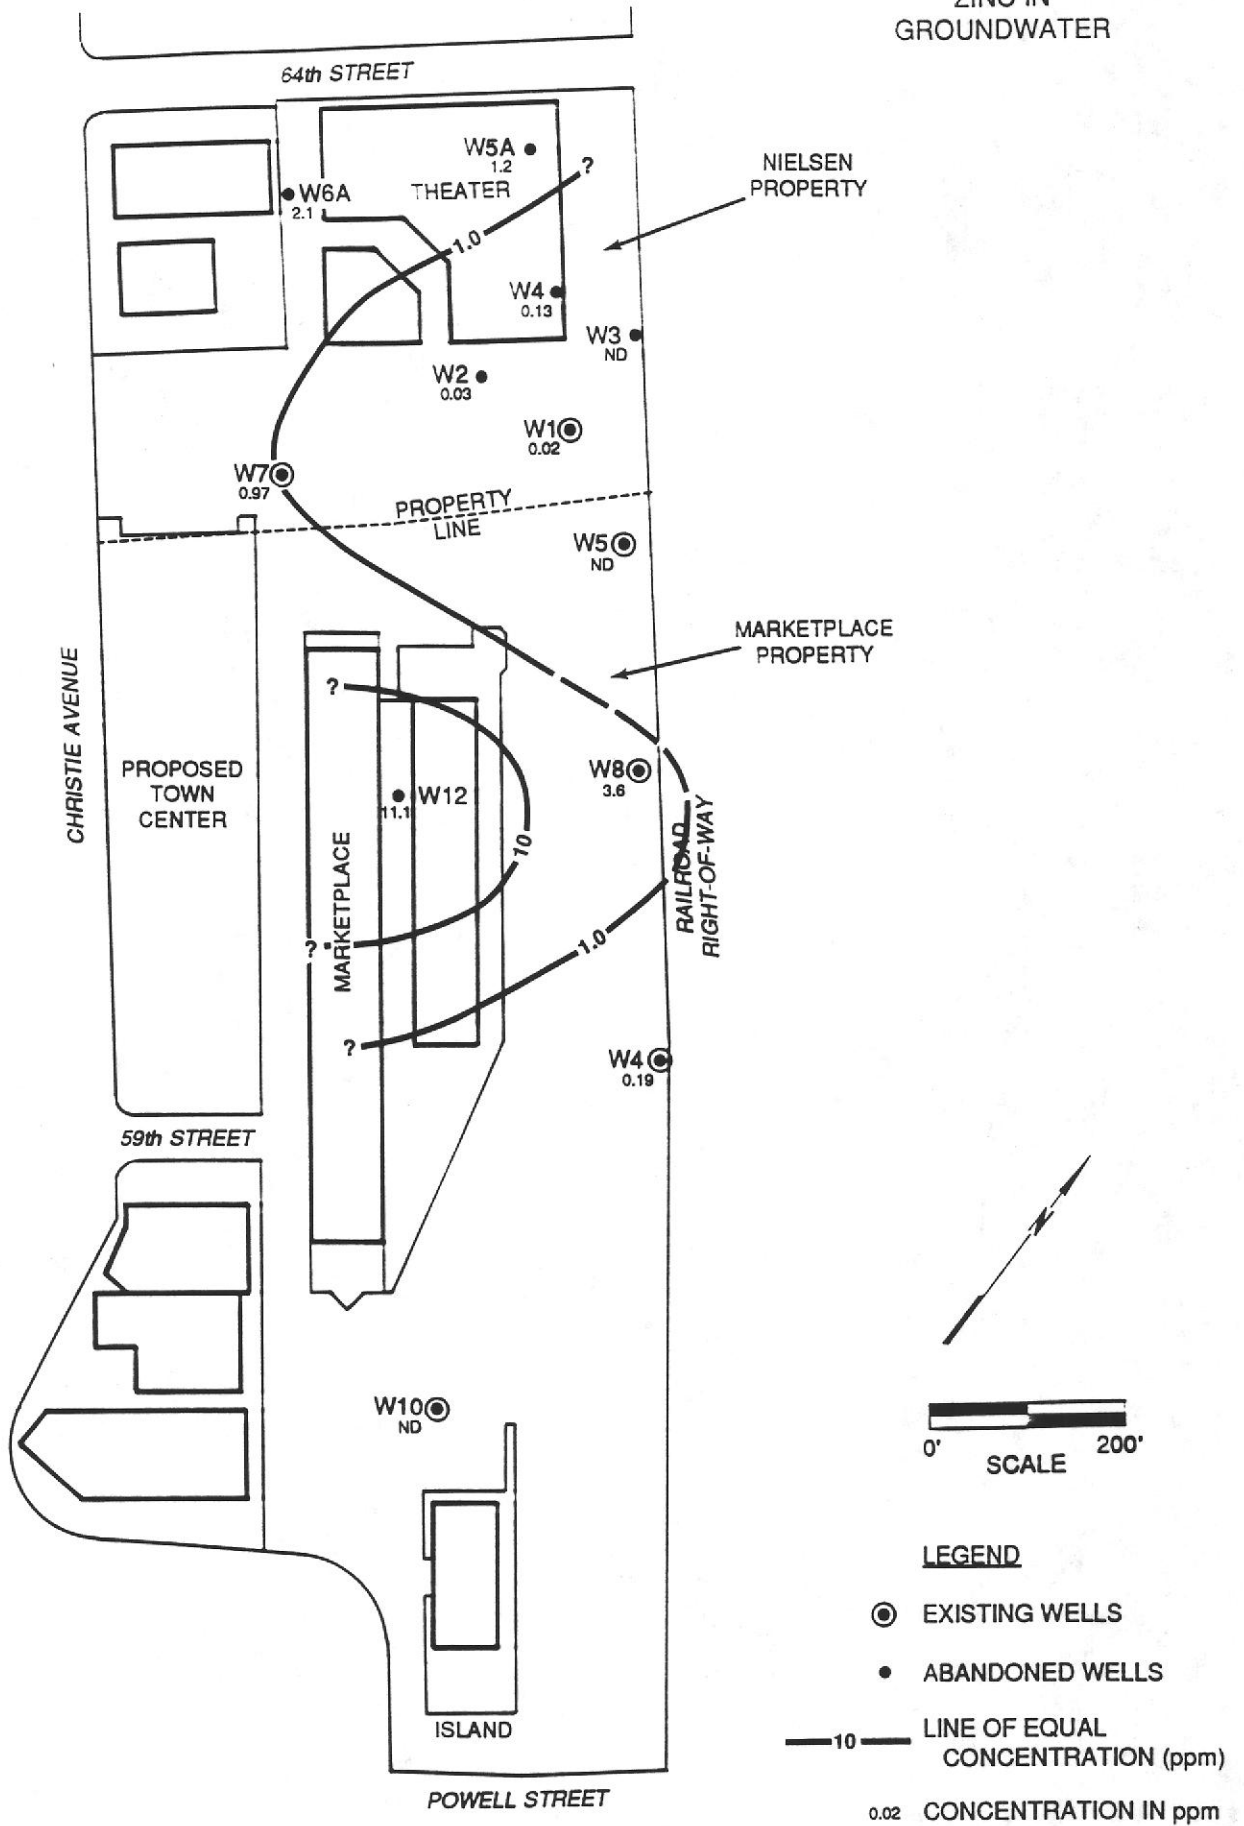 ZINC IN
GROUNDWATER
64th STREET
W5A
1.2
THEATER
W6A
2.1
?
NIELSEN
PROPERTY
1.0
W4
0.13
W3
ND
W2
0.03
W1
0.02
W7
0.97
PROPERTY
LINE
W5
ND
MARKETPLACE
PROPERTY
CHRISTIE AVENUE
?
PROPOSED
TOWN
CENTER
W8
3.6
W12
11.1
10
MARKETPLACE
RAILROAD
RIGHT-OF-WAY
?
1.0
?
W4
0.19
59th STREET
N
W10
ND
0'
200'
SCALE
LEGEND
EXISTING WELLS
ABANDONED WELLS
10
LINE OF EQUAL
CONCENTRATION (ppm)
0.02
CONCENTRATION IN ppm
ISLAND
POWELL STREET